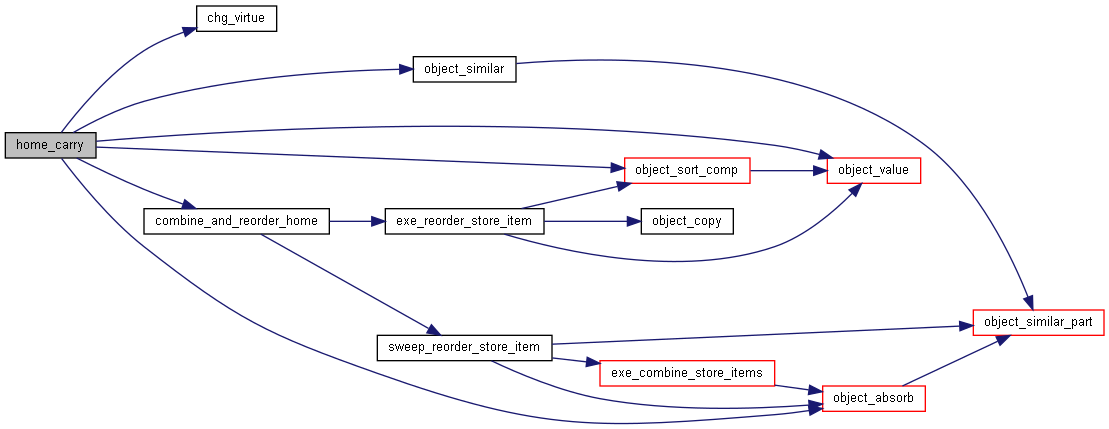 chg_virtue
object_similar
home_carry
object_sort_comp
object_value
combine_and_reorder_home
exe_reorder_store_item
object_copy
object_similar_part
sweep_reorder_store_item
exe_combine_store_items
object_absorb